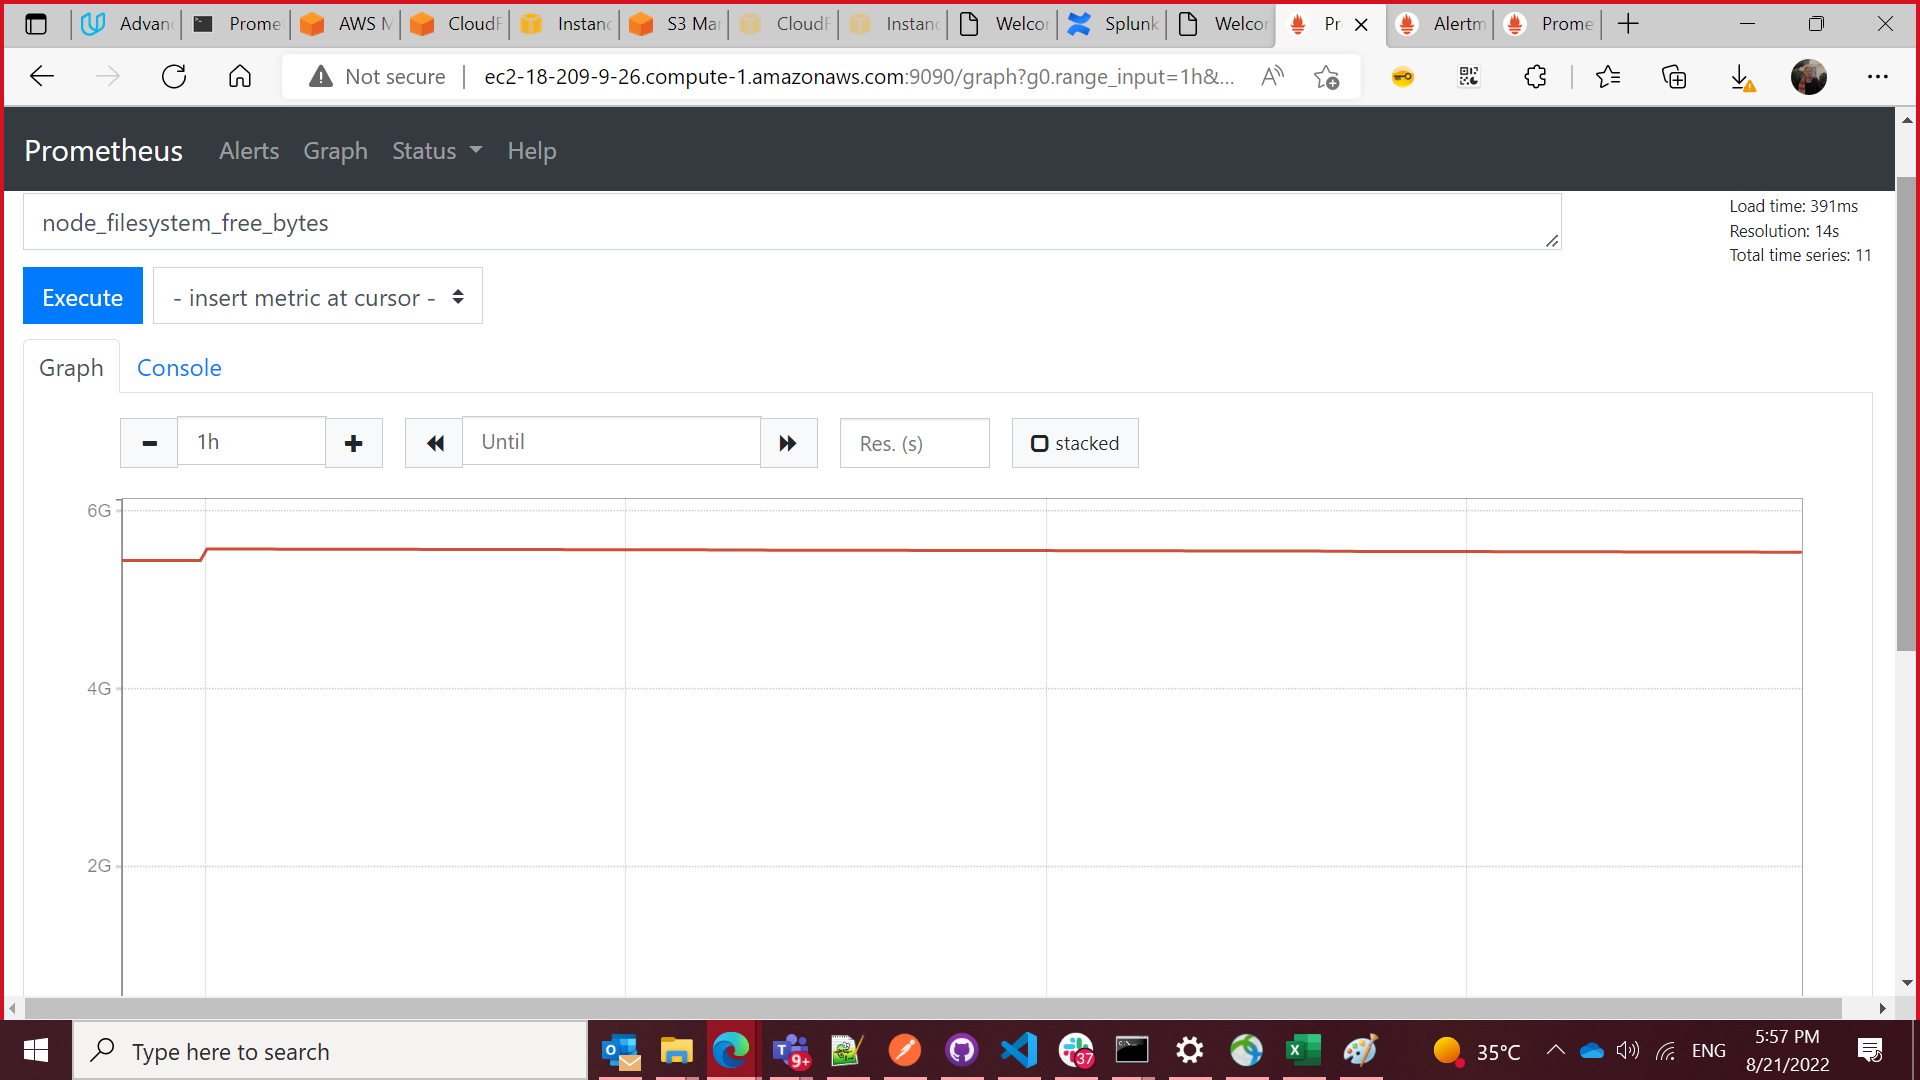 Advan
Prome
AWS M
CloudF
Instanc
S3 Mar
CloudF
Instanc
Welcor
Splunk
Welcor
Pr
Alertm
Prome
Not secure
ec2-18-209-9-26.compute-1.amazonaws.com:9090/graph?g0.range_input=1h&...
Prometheus
Alerts
Graph
Status
Help
node_filesystem_free_bytes
Load time: 391ms
Resolution: 14s
Total time series: 11
Execute
- insert metric at cursor -
Graph
Console
1h
Until
Res. (s)
stacked
6G
4G
2G
Type here to search
9+
37
35°C
ENG
5:57 PM
8/21/2022